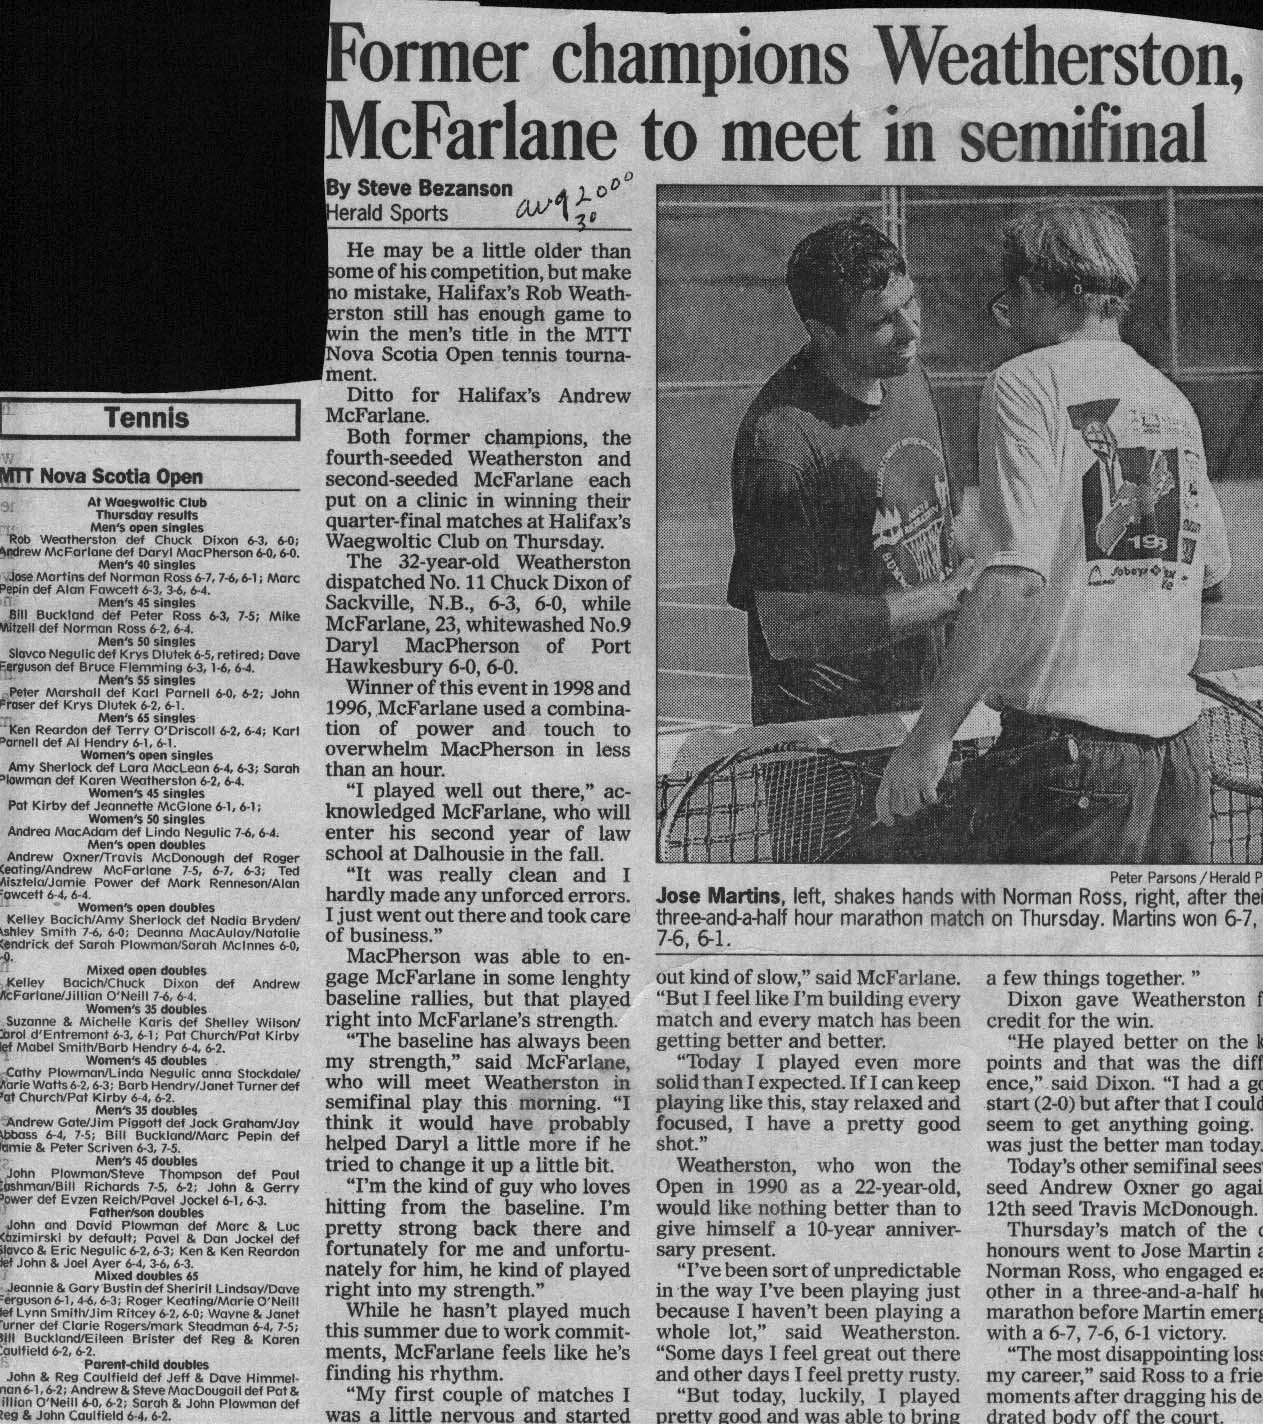 Former champions Weatherston,
McFarlane to meet in semifinal
By Steve Bezanson
Herald Sports
aug 2000
30
He may be a little older than
some of his competition, but make
no mistake, Halifax's Rob Weath-
erston still has enough game to
win the men's title in the MTT
Nova Scotia Open tennis tourna-
ment.
Ditto for Halifax's Andrew
McFarlane.
Both former champions, the
fourth-seeded Weatherston and
second-seeded McFarlane each
put on a clinic in winning their
quarter-final matches at Halifax's
Waegwoltic Club on Thursday.
The 32-year-old Weatherston
dispatched No. 11 Chuck Dixon of
Sackville, N.B., 6-3, 6-0, while
McFarlane, 23, whitewashed No.9
Daryl MacPherson of Port
Hawkesbury 6-0, 6-0.
Winner of this event in 1998 and
1996, McFarlane used a combina-
tion of power and touch to
overwhelm MacPherson in less
than an hour.
"I played well out there," ac-
knowledged McFarlane, who will
enter his second year of law
school at Dalhousie in the fall.
"It was really clean and I
hardly made any unforced errors.
I just went out there and took care
of business."
MacPherson was able to en-
gage McFarlane in some lenghty
baseline rallies, but that played
right into McFarlane's strength.
"The baseline has always been
my strength," said McFarlane,
who will meet Weatherston in
semifinal play this morning. "I
think it would have probably
helped Daryl a little more if he
tried to change it up a little bit.
"I'm the kind of guy who loves
hitting from the baseline. I'm
pretty strong back there and
fortunately for me and unfortu-
nately for him, he kind of played
right into my strength."
While he hasn't played much
this summer due to work commit-
ments, McFarlane feels like he's
finding his rhythm.
"My first couple of matches I
was a little nervous and started
198
Sobeys
Peter Parsons / Herald P
Jose Martins, left, shakes hands with Norman Ross, right, after thei
three-and-a-half hour marathon match on Thursday. Martins won 6-7,
7-6, 6-1.
out kind of slow," said McFarlane.
"But I feel like I'm building every
match and every match has been
getting better and better.
"Today I played even more
solid than I expected. If I can keep
playing like this, stay relaxed and
focused, I have a pretty good
shot."
Weatherston, who won the
Open in 1990 as a 22-year-old,
would like nothing better than to
give himself a 10-year anniver-
sary present.
"I've been sort of unpredictable
in the way I've been playing just
because I haven't been playing a
whole lot," said Weatherston.
"Some days I feel great out there
and other days I feel pretty rusty.
"But today, luckily, I played
pretty good and was able to bring
a few things together. "
Dixon gave Weatherston f
credit for the win.
"He played better on the k
points and that was the diff
ence," said Dixon. "I had a go
start (2-0) but after that I could
seem to get anything going.
was just the better man today.
Today's other semifinal sees
seed Andrew Oxner go agai
12th seed Travis McDonough.
Thursday's match of the d
honours went to Jose Martin a
Norman Ross, who engaged ea
other in a three-and-a-half ho
marathon before Martin emerg
with a 6-7, 7-6, 6-1 victory.
"The most disappointing loss
my career," said Ross to a frie
moments after dragging his de
drated body off the court.
Tennis
MTT Nova Scotia Open
At Waegwoltic Club
Thursday results
Men's open singles
Rob Weatherston def Chuck Dixon 6-3, 6-0;
Andrew McFarlane def Daryl MacPherson 6-0, 6-0.
Men's 40 singles
Jose Martins def Norman Ross 6-7, 7-6, 6-1; Marc
Pepin def Alan Fawcett 6-3, 3-6, 6-4.
Men's 45 singles
Bill Buckland def Peter Ross 6-3, 7-5; Mike
Mitzell def Norman Ross 6-2, 6-4.
Men's 50 singles
Slavco Negulic def Krys Dlutek 6-5, retired; Dave
Ferguson def Bruce Flemming 6-3, 1-6, 6-4.
Men's 55 singles
Peter Marshall def Karl Parnell 6-0, 6-2; John
Fraser def Krys Dlutek 6-2, 6-1.
Men's 65 singles
Ken Reardon def Terry O'Driscoll 6-2, 6-4; Karl
Parnell def Al Hendry 6-1, 6-1.
Women's open singles
Amy Sherlock def Lara MacLean 6-4, 6-3; Sarah
Plowman def Karen Weatherston 6-2, 6-4.
Women's 45 singles
Pat Kirby def Jeannette McGlone 6-1, 6-1;
Women's 50 singles
Andrea MacAdam def Linda Negulic 7-6, 6-4.
Men's open doubles
Andrew Oxner/Travis McDonough def Roger
Keating/Andrew McFarlane 7-5, 6-7, 6-3; Ted
Misztela/Jamie Power def Mark Renneson/Alan
Fawcett 6-4, 6-4.
Women's open doubles
Kelley Bacich/Amy Sherlock def Nadia Bryden/
Ashley Smith 7-6, 6-0; Deanna MacAulay/Natalie
Kendrick def Sarah Plowman/Sarah McInnes 6-0,
-0.
Mixed open doubles
Kelley Bacich/Chuck Dixon def Andrew
McFarlane/Jillian O'Neill 7-6, 6-4.
Women's 35 doubles
Suzanne & Michelle Karis def Shelley Wilson/
Carol d'Entremont 6-3, 6-1; Pat Church/Pat Kirby
def Mabel Smith/Barb Hendry 6-4, 6-2.
Women's 45 doubles
Cathy Plowman/Linda Negulic anna Stockdale/
Marie Watts 6-2, 6-3; Barb Hendry/Janet Turner def
Pat Church/Pat Kirby 6-4, 6-2.
Men's 35 doubles
Andrew Gate/Jim Piggott def Jack Graham/Jay
Abbass 6-4, 7-5; Bill Buckland/Marc Pepin def
Jamie & Peter Scriven 6-3, 7-5.
Men's 45 doubles
John Plowman/Steve Thompson def Paul
Cashman/Bill Richards 7-5, 6-2; John & Gerry
Power def Evzen Reich/Pavel Jockel 6-1, 6-3.
Father/son doubles
John and David Plowman def Marc & Luc
Kazimirski by default; Pavel & Dan Jockel def
Slavco & Eric Negulic 6-2, 6-3; Ken & Ken Reardon
def John & Joel Ayer 6-4, 3-6, 6-3.
Mixed doubles 65
Jeannie & Gary Bustin def Sheriril Lindsay/Dave
Ferguson 6-1, 4-6, 6-3; Roger Keating/Marie O'Neill
def Lynn Smith/Jim Ritcey 6-2, 6-0; Wayne & Janet
Turner def Clarie Rogers/mark Steadman 6-4, 7-5;
Bill Buckland/Eileen Brister def Reg & Karen
Caulfield 6-2, 6-2.
Parent-child doubles
John & Reg Caulfield def Jeff & Dave Himmel-
man 6-1, 6-2; Andrew & Steve MacDougall def Pat &
Jillian O'Neill 6-0, 6-2; Sarah & John Plowman def
Reg & John Caulfield 6-4, 6-2.